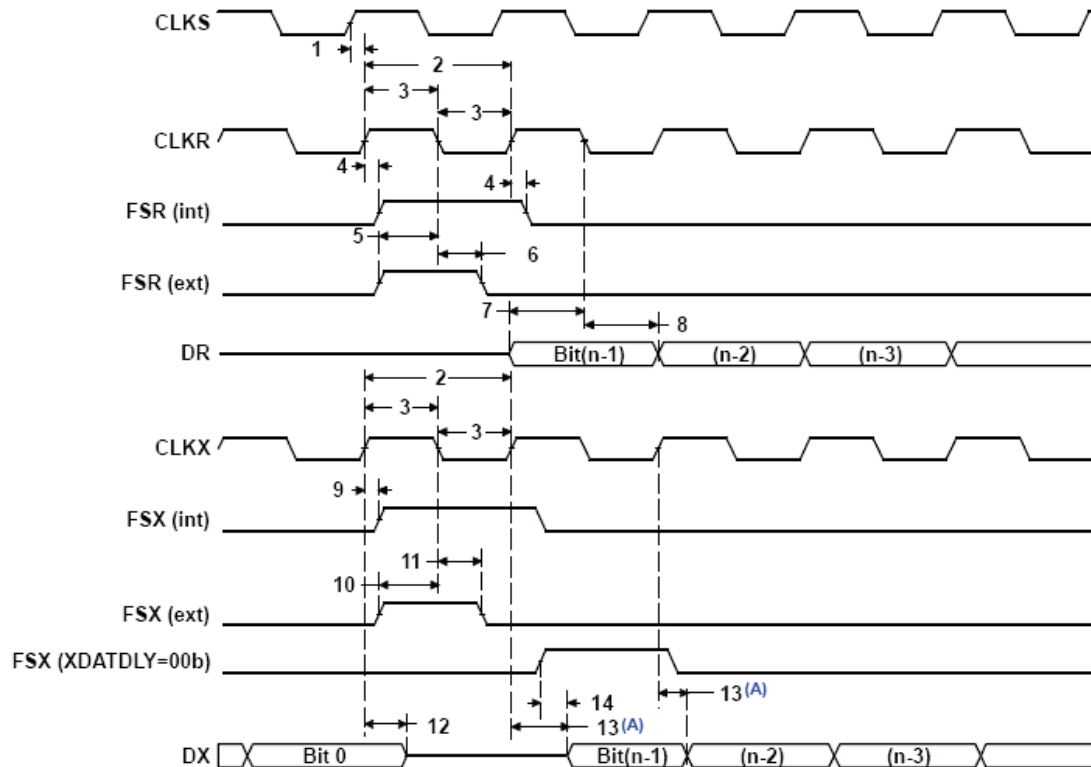 CLKS
1
2
3
3
CLKR
4
4
FSR (int)
5
6
FSR (ext)
7
8
DR
Bit(n-1)
(n-2)
(n-3)
2
3
3
CLKX
9
FSX (int)
11
10
FSX (ext)
FSX (XDATDLY=00b)
14
13(A)
12
13(A)
DX
Bit 0
Bit(n-1)
(n-2)
(n-3)